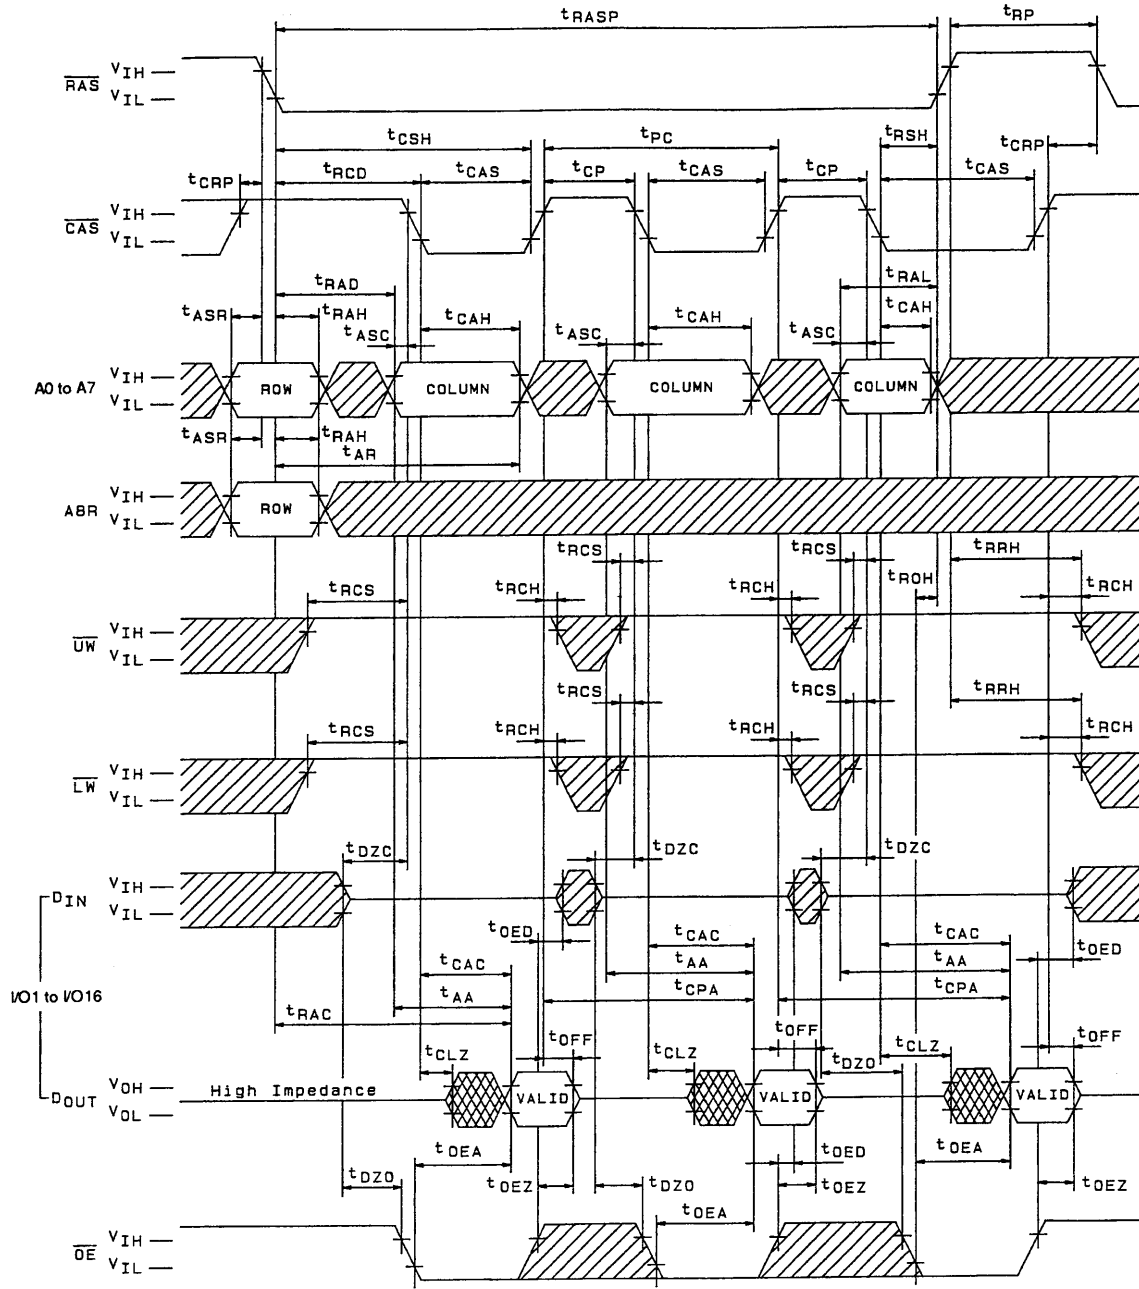 tRASP
tRP
RAS
VIH
VIL
tCSH
tPC
tRSH
tCRP
tCRP
tRCD
tCAS
tCP
tCAS
tCP
tCAS
CAS
VIH
VIL
tRAD
tRAL
tASR
tRAH
tASC
tCAH
tASC
tCAH
tASC
tCAH
A0 to A7
VIH
VIL
ROW
COLUMN
COLUMN
COLUMN
tASR
tRAH
tAR
A8R
VIH
VIL
ROW
tRCS
tRCS
tRRH
tRCS
tRCH
tRCH
tROH
tRCH
UW
VIH
VIL
tRCS
tRCS
tRRH
tRCS
tRCH
tRCH
tRCH
LW
VIH
VIL
tDZC
tDZC
tDZC
DIN
VIH
VIL
tOED
tCAC
tCAC
tOED
tCAC
tAA
tAA
I/O1 to I/O16
tAA
tCPA
tCPA
tRAC
tOFF
tOFF
tOFF
tCLZ
tCLZ
tDZO
tCLZ
DOUT
VOH
VOL
High Impedance
VALID
VALID
VALID
tOEA
tOED
tOEA
tDZO
tOEZ
tDZO
tOEZ
tOEZ
tOEA
OE
VIH
VIL